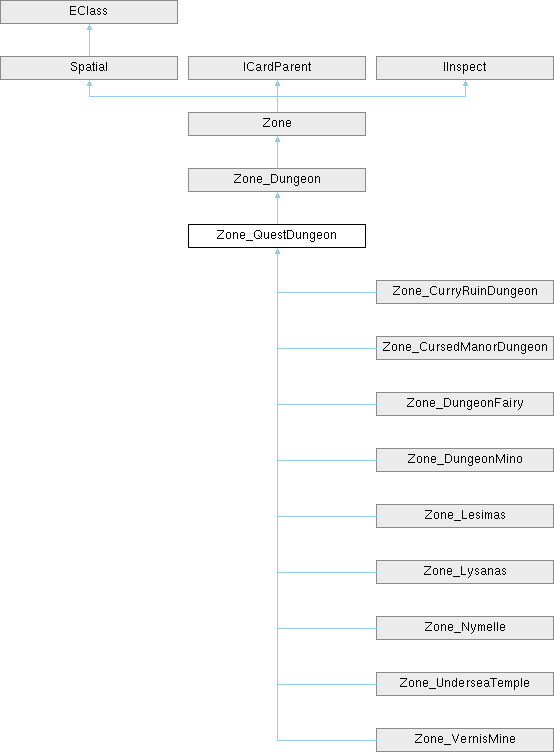 EClass
Spatial
ICardParent
IInspect
Zone
Zone_Dungeon
Zone_QuestDungeon
Zone_CurryRuinDungeon
Zone_CursedManorDungeon
Zone_DungeonFairy
Zone_DungeonMino
Zone_Lesimas
Zone_Lysanas
Zone_Nymelle
Zone_UnderseaTemple
Zone_VernisMine